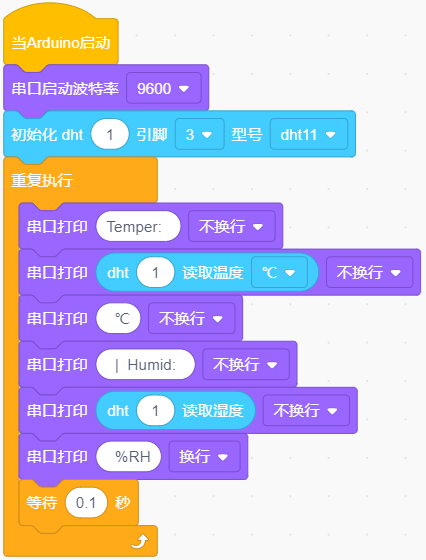 当Arduino启动
串口启动波特率 9600
初始化 dht 1 引脚 3 型号 dht11
重复执行
串口打印 Temper: 不换行
串口打印 dht 1 读取温度 ℃ 不换行
串口打印 ℃ 不换行
串口打印 | Humid: 不换行
串口打印 dht 1 读取湿度 不换行
串口打印 %RH 换行
等待 0.1 秒